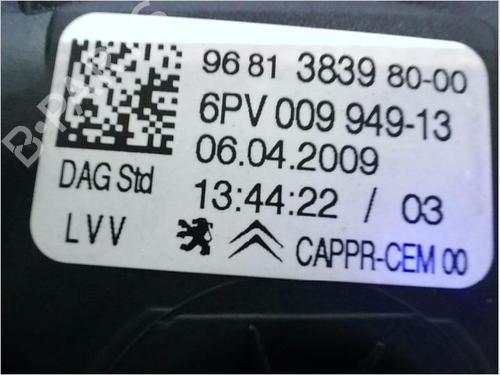 96 81 3839 80-00
6PV 009 949-13
06.04.2009
DAG Std
13:44:22 / 03
LVV
CAPPR-CEM 00
B-PARTS